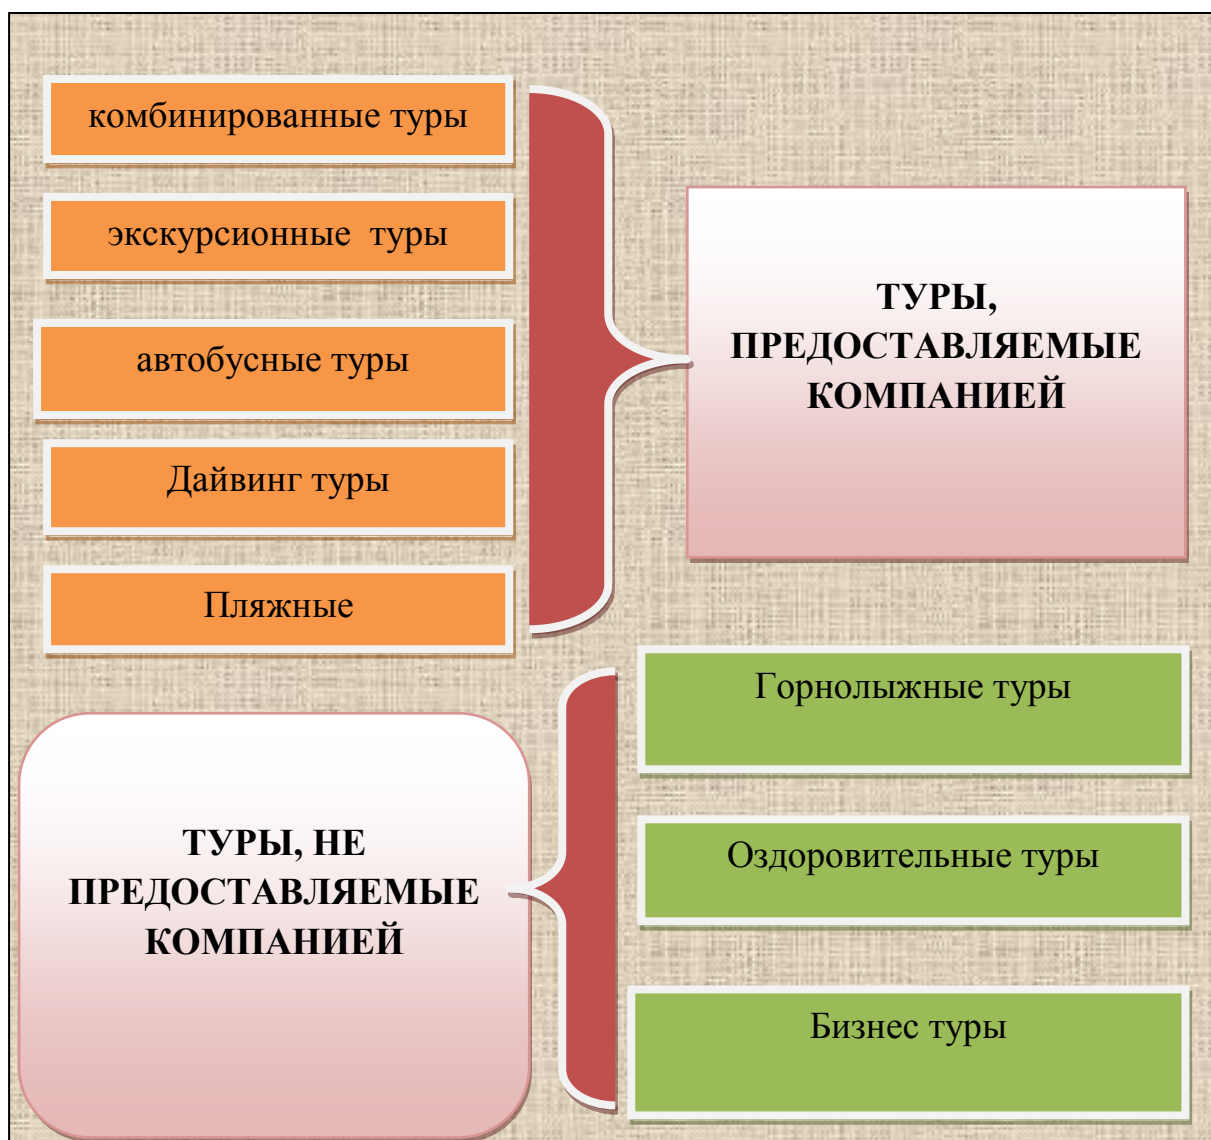 комбинированные туры
экскурсионные туры
автобусные туры
Дайвинг туры
Пляжные
ТУРЫ,
ПРЕДОСТАВЛЯЕМЫЕ
КОМПАНИЕЙ
ТУРЫ, НЕ
ПРЕДОСТАВЛЯЕМЫЕ
КОМПАНИЕЙ
Горнолыжные туры
Оздоровительные туры
Бизнес туры